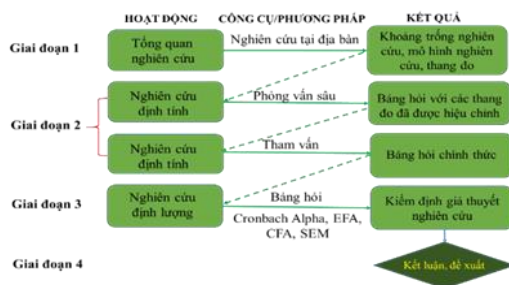 HOẠT ĐỘNG
CÔNG CỤ/PHƯƠNG PHÁP
KẾT QUẢ
Giai đoạn 1
Tổng quan
nghiên cứu
Nghiên cứu tại địa bàn
Khoảng trống nghiên
cứu, mô hình nghiên
cứu, thang đo
Giai đoạn 2
Nghiên cứu
định tính
Phỏng vấn sâu
Bảng hỏi với các thang
đo đã được hiệu chỉnh
Nghiên cứu
định tính
Tham vấn
Bảng hỏi chính thức
Giai đoạn 3
Nghiên cứu
định lượng
Bảng hỏi
Cronbach Alpha, EFA,
CFA, SEM
Kiểm định giả thuyết
nghiên cứu
Giai đoạn 4
Kết luận, đề xuất